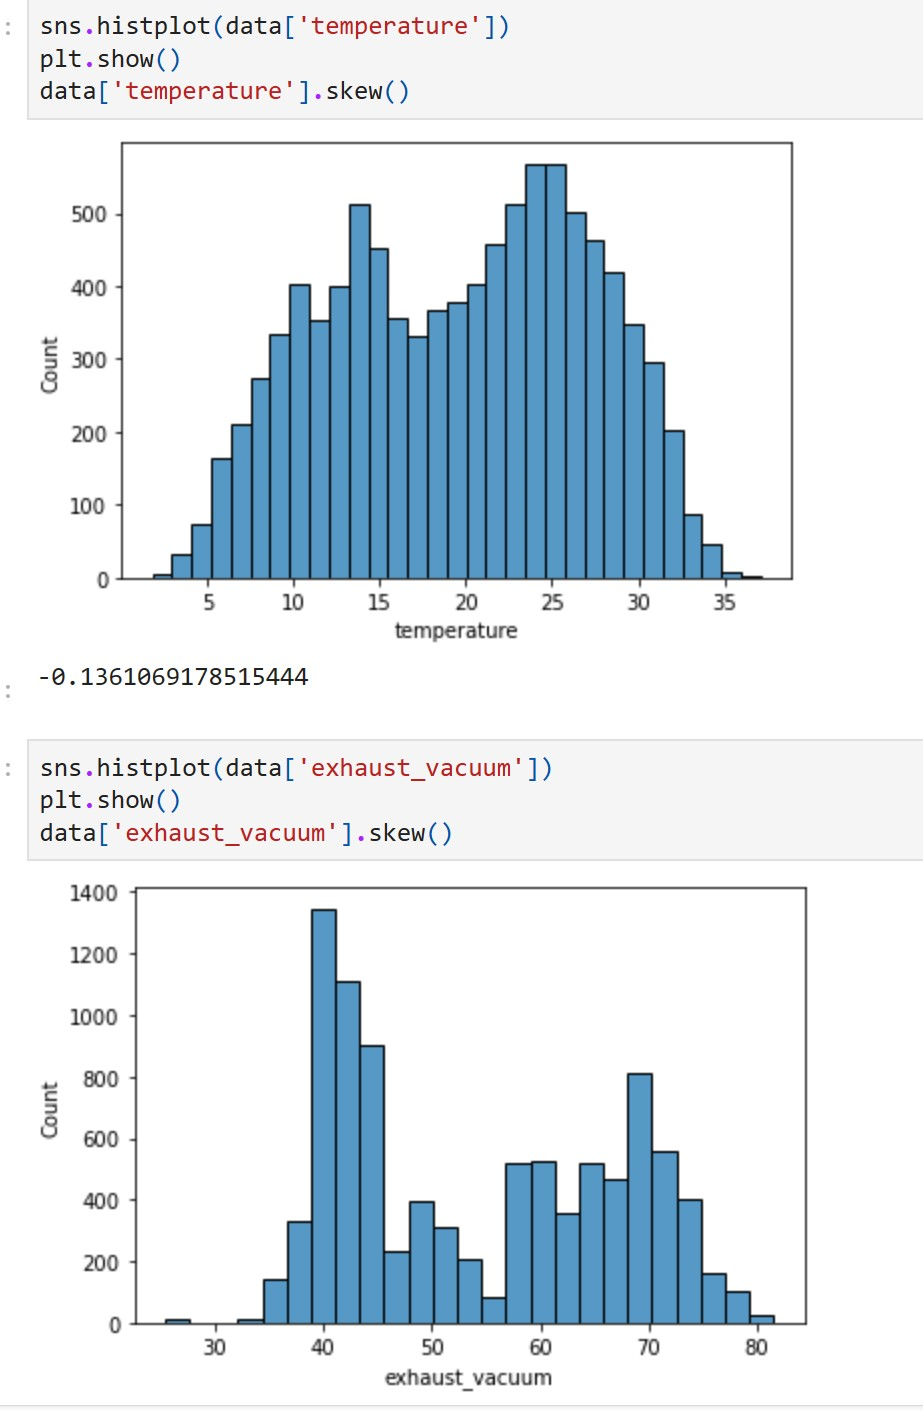 sns.histplot(data['temperature'])
plt.show()
data['temperature'].skew()
500
400
300
200
100
0
Count
5 10 15 20 25 30 35
temperature
-0.1361069178515444
sns.histplot(data['exhaust_vacuum'])
plt.show()
data['exhaust_vacuum'].skew()
1400
1200
1000
800
600
400
200
0
Count
30 40 50 60 70 80
exhaust_vacuum